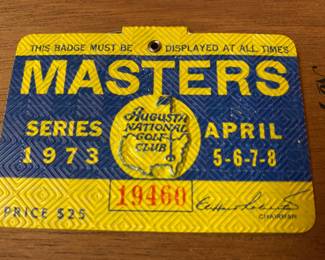 THIS BADGE MUST BE DISPLAYED AT ALL TIMES
MASTERS
SERIES
1973
Augusta
NATIONAL
GOLF
CLUB
APRIL
5-6-7-8
19460
PRICE $25
CHAIRMAN